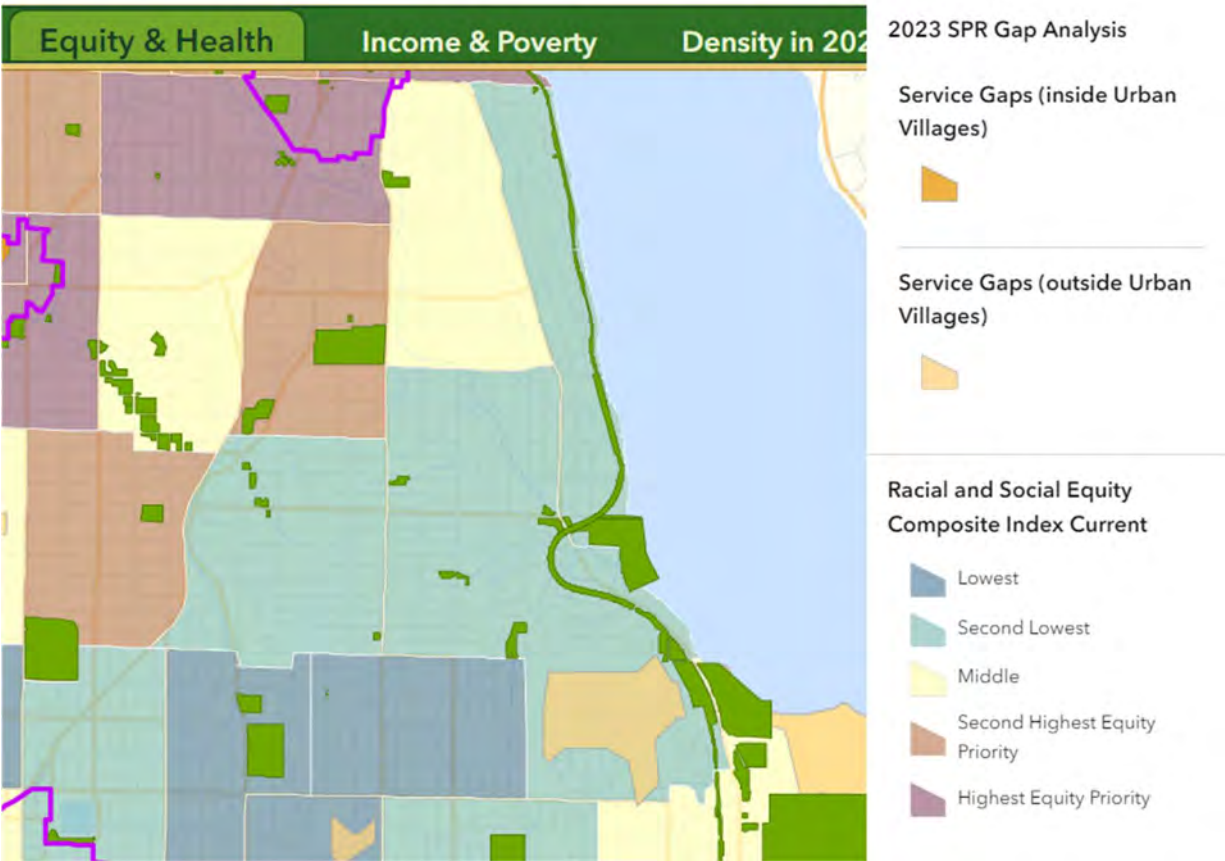 Equity & Health
Income & Poverty
Density in 202
2023 SPR Gap Analysis
Service Gaps (inside Urban
Villages)
Service Gaps (outside Urban
Villages)
Racial and Social Equity
Composite Index Current
Lowest
Second Lowest
Middle
Second Highest Equity
Priority
Highest Equity Priority